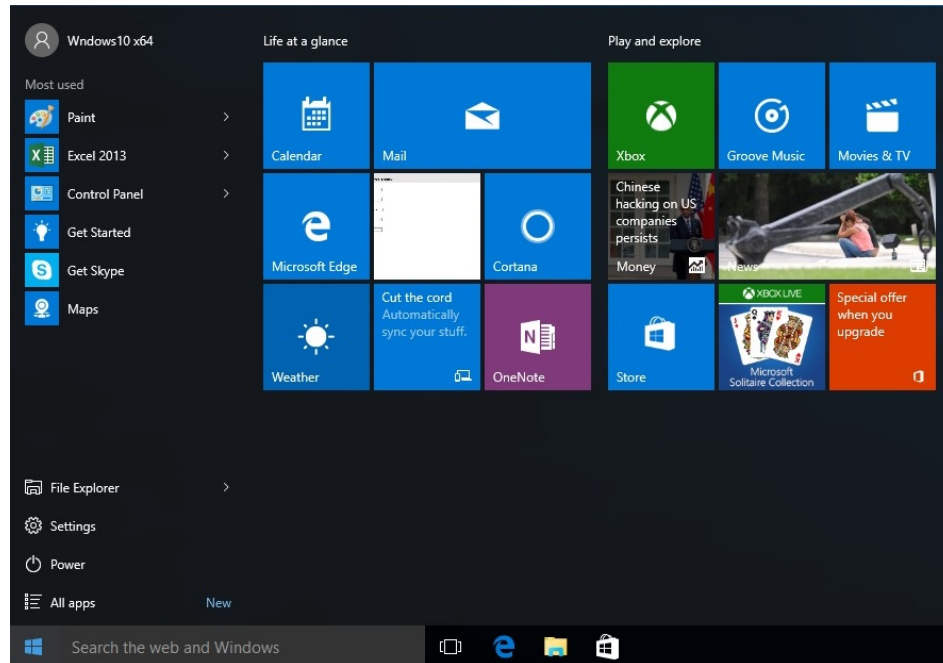 Wndows10 x64
Most used
Paint
Excel 2013
Control Panel
Get Started
Get Skype
Maps
File Explorer
Settings
Power
All apps
New
Search the web and Windows
Life at a glance
Calendar
Mail
Microsoft Edge
Cortana
Weather
Cut the cord
Automatically
sync your stuff.
OneNote
Play and explore
Xbox
Groove Music
Movies & TV
Chinese
hacking on US
companies
persists
Money
News
Store
XBOX LIVE
Microsoft
Solitaire Collection
Special offer
when you
upgrade